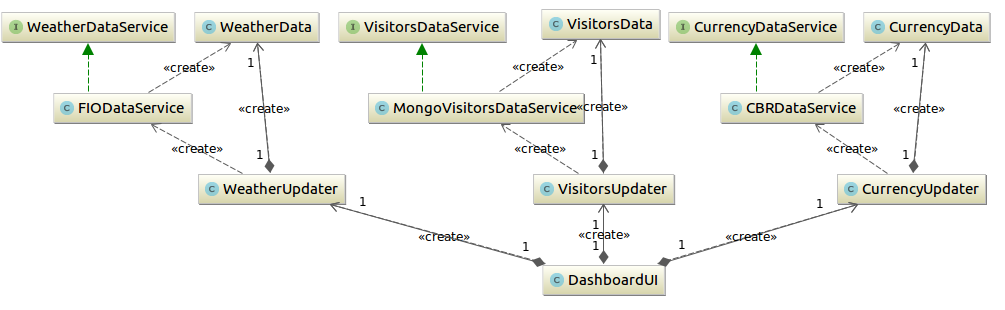 I WeatherDataService C WeatherData I VisitorsDataService C VisitorsData I CurrencyDataService C CurrencyData
1 1 1
«create» «create» «create»
C FIODataService «create» C MongoVisitorsDataService «create» C CBRDataService «create»
«create» «create» «create»
1 1 1
C WeatherUpdater C VisitorsUpdater C CurrencyUpdater
1 1 1
«create» «create» «create»
1 1 1
C DashboardUI